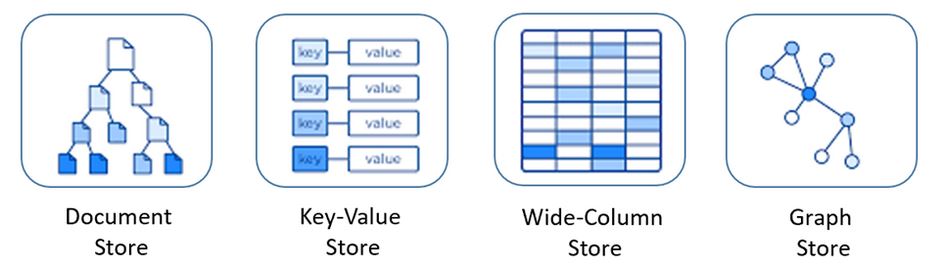 key value
key value
key value
key value
Document
Store
Key-Value
Store
Wide-Column
Store
Graph
Store